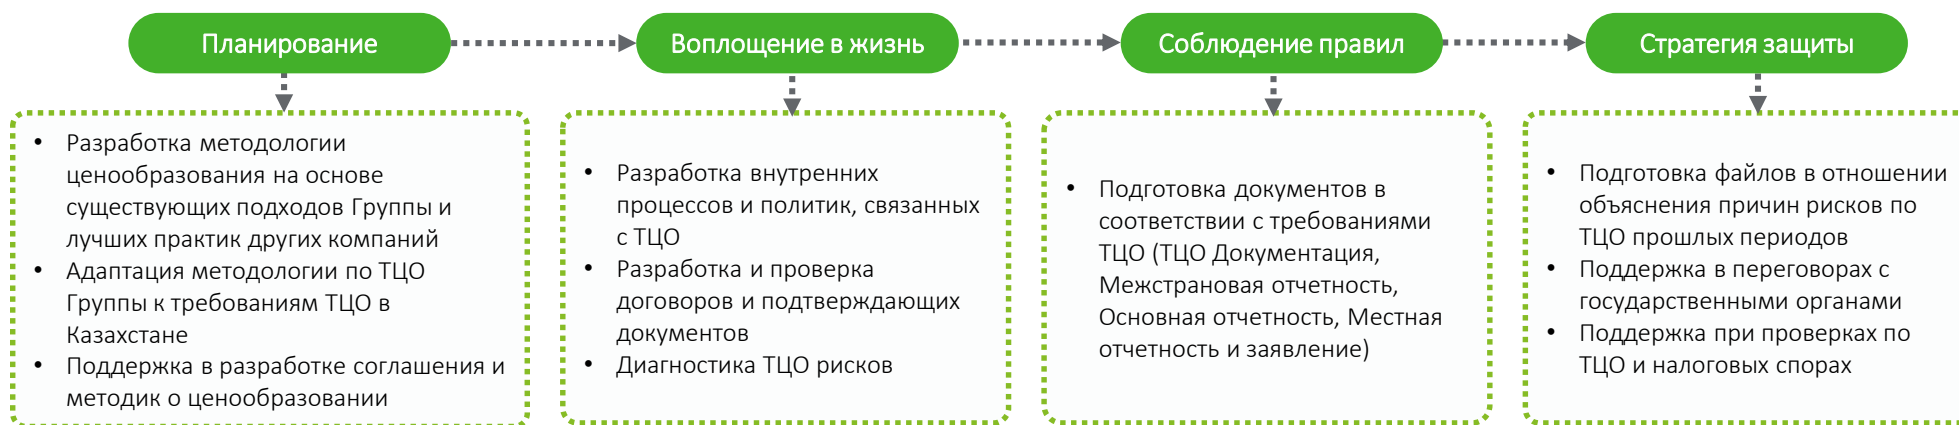 Планирование
Воплощение в жизнь
Соблюдение правил
Стратегия защиты
• Разработка методологии
ценообразования на основе
существующих подходов Группы и
лучших практик других компаний
• Адаптация методологии по ТЦО
Группы к требованиям ТЦО в
Казахстане
• Поддержка в разработке соглашения и
методик о ценообразовании
• Разработка внутренних
процессов и политик, связанных
с ТЦО
• Разработка и проверка
договоров и подтверждающих
документов
• Диагностика ТЦО рисков
• Подготовка документов в
соответствии с требованиями
ТЦО (ТЦО Документация,
Межстрановая отчетность,
Основная отчетность, Местная
отчетность и заявление)
• Подготовка файлов в отношении
объяснения причин рисков по
ТЦО прошлых периодов
• Поддержка в переговорах с
государственными органами
• Поддержка при проверках по
ТЦО и налоговых спорах